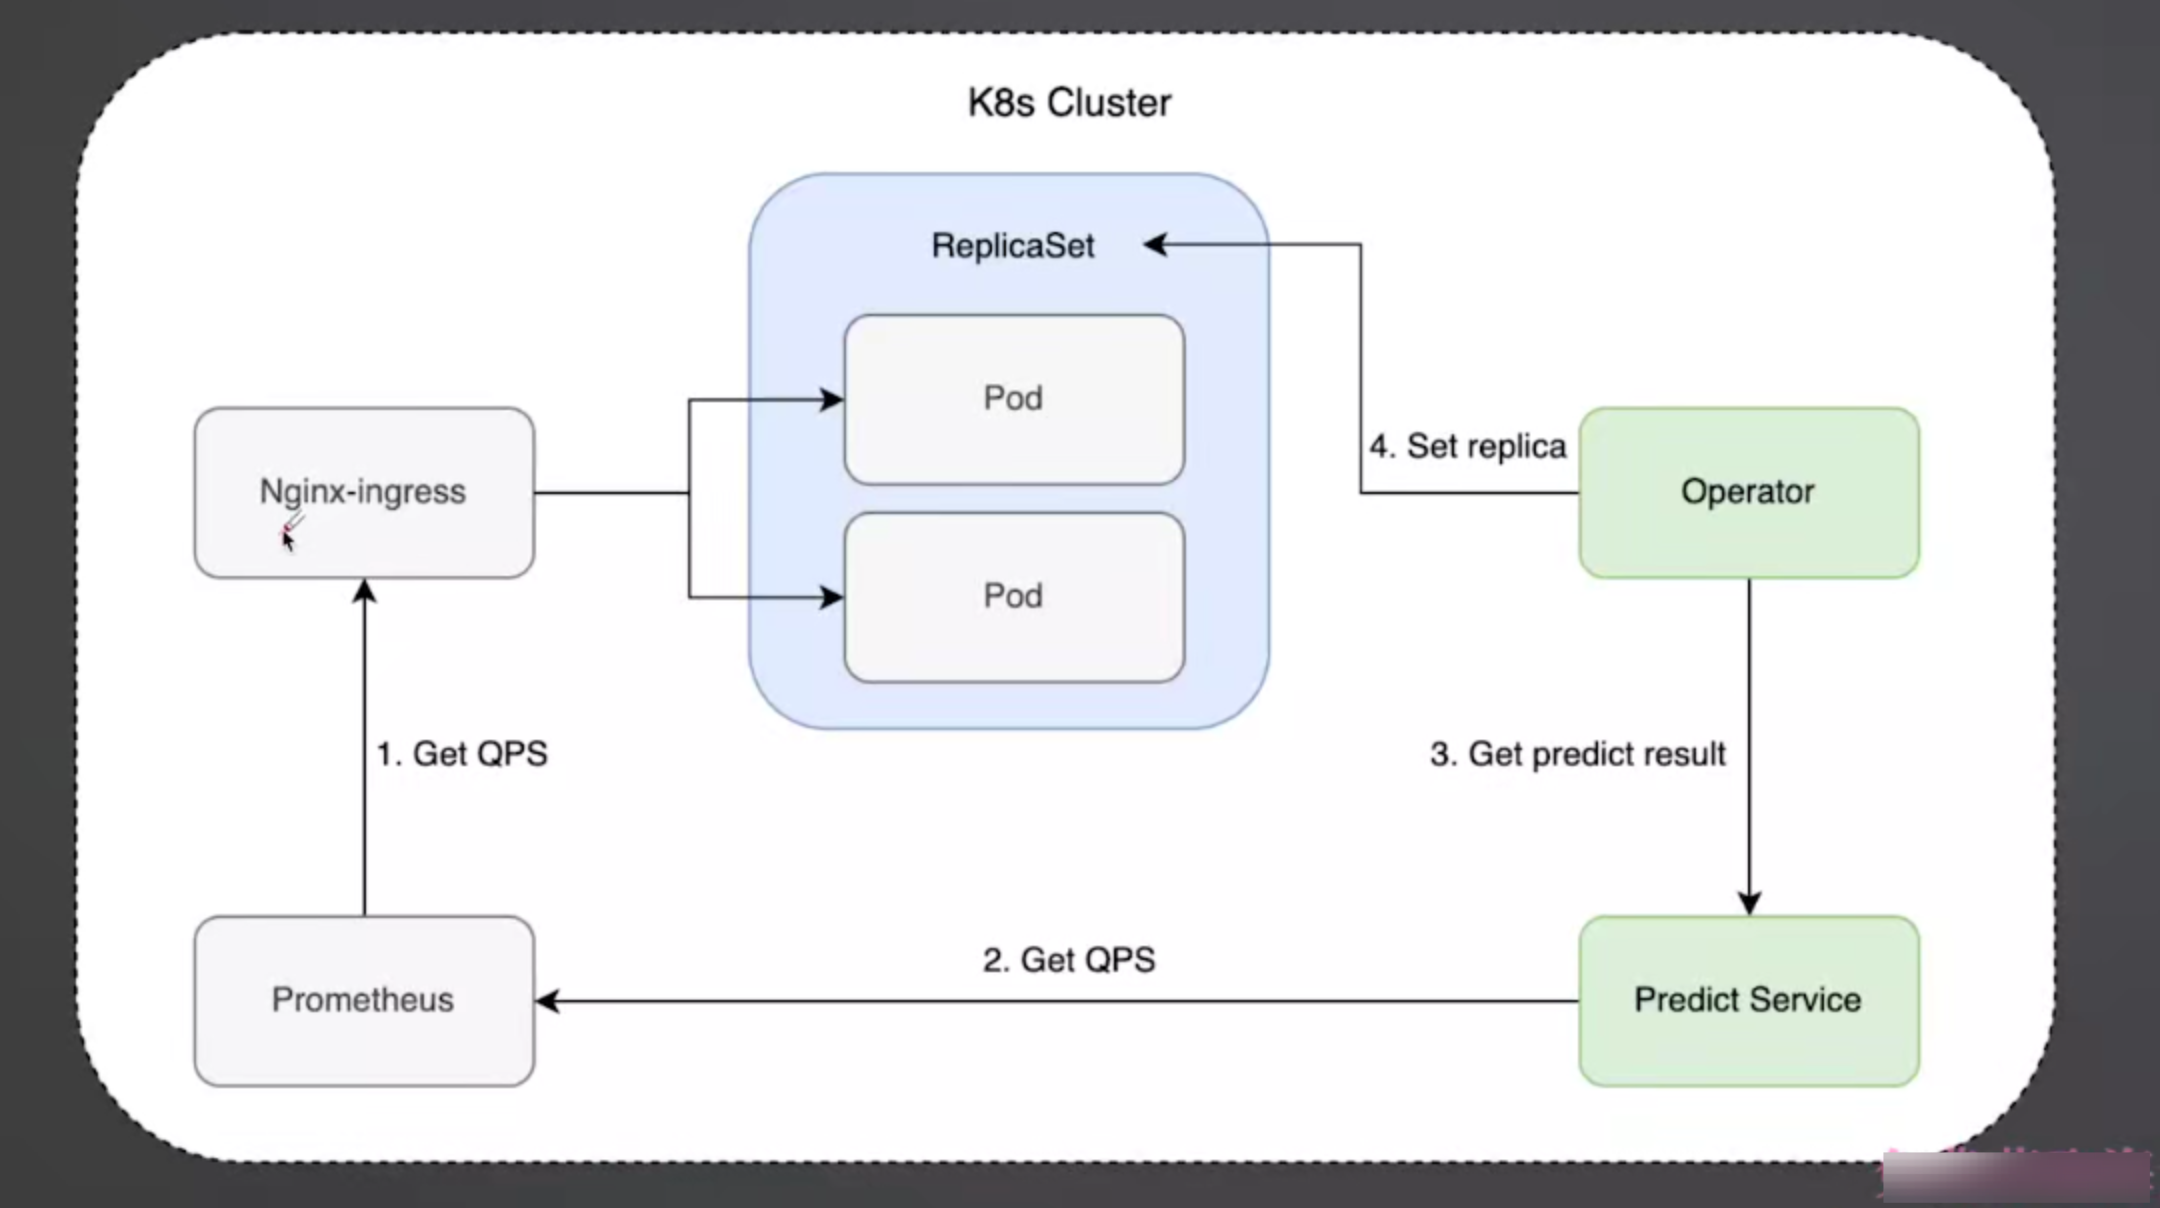 K8s Cluster
ReplicaSet
Pod
4. Set replica
Nginx-ingress
Operator
Pod
1. Get QPS
3. Get predict result
2. Get QPS
Prometheus
Predict Service